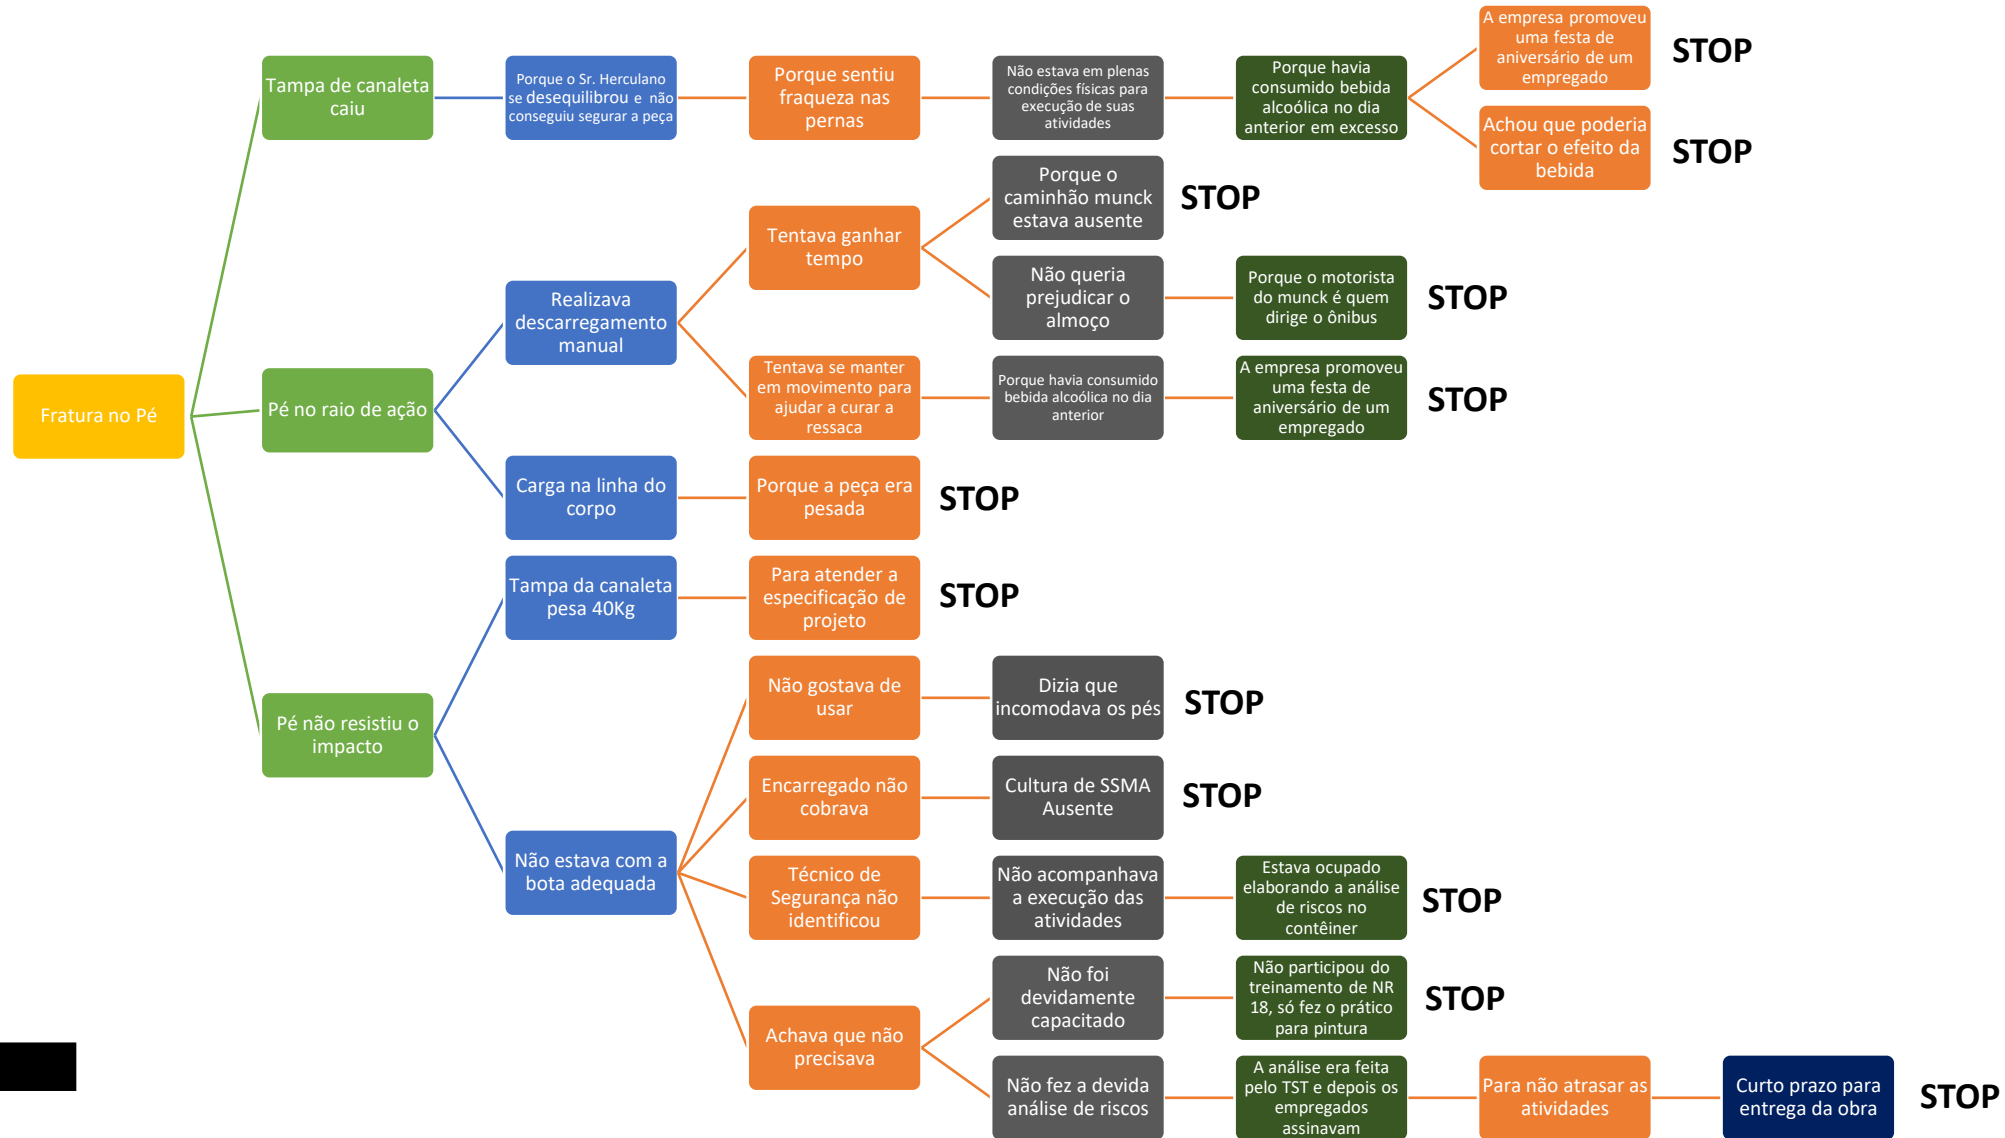 Fratura no Pé
Tampa de canaleta
caiu
Porque o Sr. Herculano
se desequilibrou e não
conseguiu segurar a peça
Porque sentiu
fraqueza nas
pernas
Não estava em plenas
condições físicas para
execução de suas
atividades
Porque havia
consumido bebida
alcoólica no dia
anterior em excesso
A empresa promoveu
uma festa de
aniversário de um
empregado
STOP
Achou que poderia
cortar o efeito da
bebida
STOP
Pé no raio de ação
Realizava
descarregamento
manual
Tentava ganhar
tempo
Porque o
caminhão munck
estava ausente
STOP
Não queria
prejudicar o
almoço
Porque o motorista
do munck é quem
dirige o ônibus
STOP
Tentava se manter
em movimento para
ajudar a curar a
ressaca
Porque havia consumido
bebida alcoólica no dia
anterior
A empresa promoveu
uma festa de
aniversário de um
empregado
STOP
Carga na linha do
corpo
Porque a peça era
pesada
STOP
Pé não resistiu o
impacto
Tampa da canaleta
pesa 40Kg
Para atender a
especificação de
projeto
STOP
Não estava com a
bota adequada
Não gostava de
usar
Dizia que
incomodava os pés
STOP
Encarregado não
cobrava
Cultura de SSMA
Ausente
STOP
Técnico de
Segurança não
identificou
Não acompanhava
a execução das
atividades
Estava ocupado
elaborando a análise
de riscos no
contêiner
STOP
Achava que não
precisava
Não foi
devidamente
capacitado
Não participou do
treinamento de NR
18, só fez o prático
para pintura
STOP
Não fez a devida
análise de riscos
A análise era feita
pelo TST e depois os
empregados
assinavam
Para não atrasar as
atividades
Curto prazo para
entrega da obra
STOP